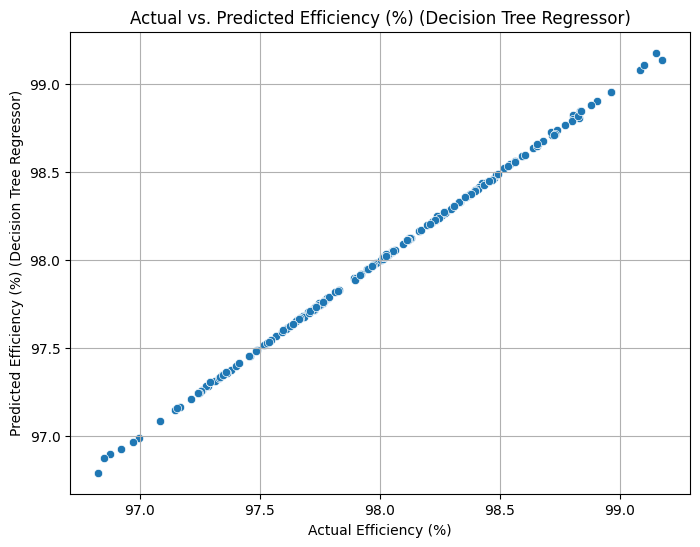 Actual vs. Predicted Efficiency (%) (Decision Tree Regressor)
Predicted Efficiency (%) (Decision Tree Regressor)
99.0
98.5
98.0
97.5
97.0
97.0 97.5 98.0 98.5 99.0
Actual Efficiency (%)